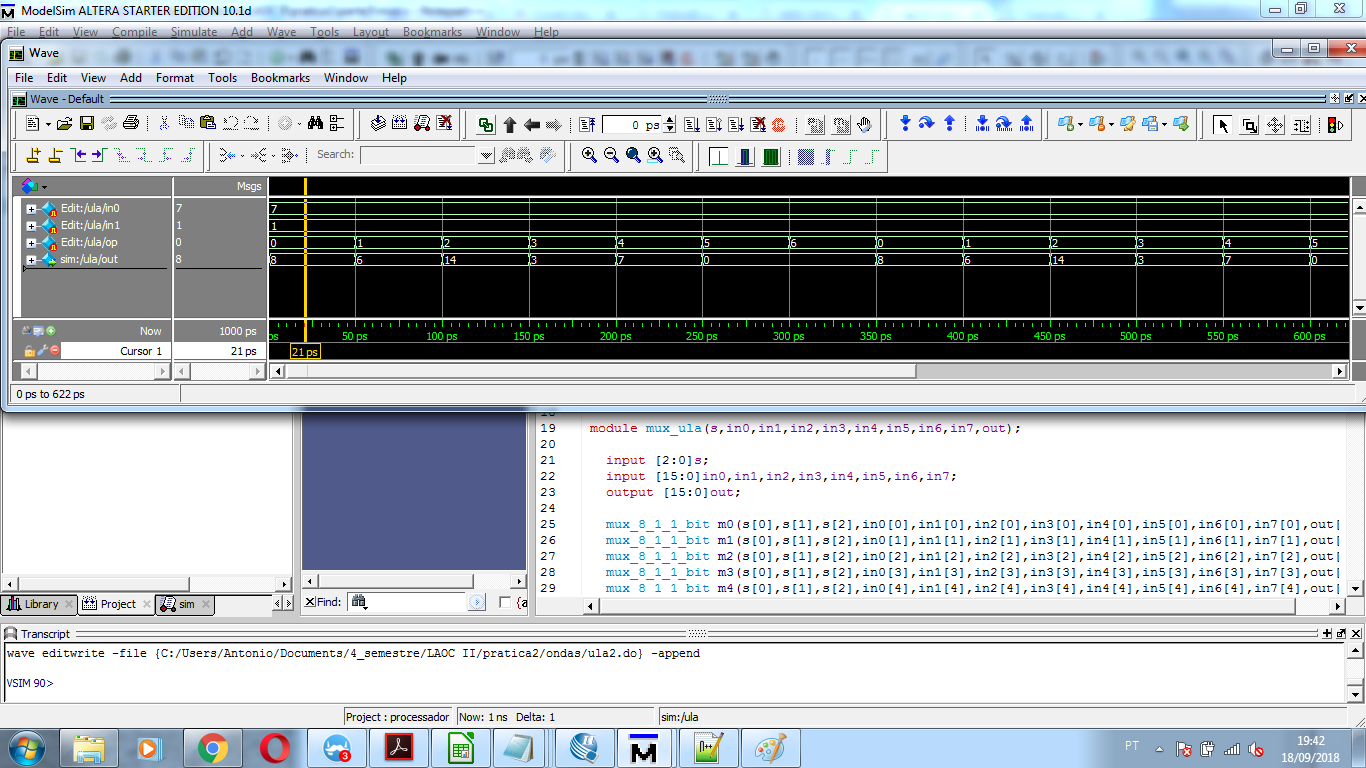 ModelSim ALTERA STARTER EDITION 10.1d
File Edit View Compile Simulate Add Wave Tools Layout Bookmarks Window Help
Wave
File Edit View Add Format Tools Bookmarks Window Help
Wave - Default
0 ps
Search:
Msgs
Edit:/ula/in0 7 7
Edit:/ula/in1 1 1
Edit:/ula/op 0 0 1 2 3 4 5 6 0 1 2 3 4 5
sim:/ula/out 8 8 6 14 3 7 0 8 6 14 3 7 0
Now 1000 ps ps 50 ps 100 ps 150 ps 200 ps 250 ps 300 ps 350 ps 400 ps 450 ps 500 ps 550 ps 600 ps
Cursor 1 21 ps 21 ps
0 ps to 622 ps
19 module mux_ula(s,in0,in1,in2,in3,in4,in5,in6,in7,out);
20
21 input [2:0]s;
22 input [15:0]in0,in1,in2,in3,in4,in5,in6,in7;
23 output [15:0]out;
24
25 mux_8_1_1_bit m0(s[0],s[1],s[2],in0[0],in1[0],in2[0],in3[0],in4[0],in5[0],in6[0],in7[0],out[
26 mux_8_1_1_bit m1(s[0],s[1],s[2],in0[1],in1[1],in2[1],in3[1],in4[1],in5[1],in6[1],in7[1],out[
27 mux_8_1_1_bit m2(s[0],s[1],s[2],in0[2],in1[2],in2[2],in3[2],in4[2],in5[2],in6[2],in7[2],out[
28 mux_8_1_1_bit m3(s[0],s[1],s[2],in0[3],in1[3],in2[3],in3[3],in4[3],in5[3],in6[3],in7[3],out[
29 mux_8_1_1_bit m4(s[0],s[1],s[2],in0[4],in1[4],in2[4],in3[4],in4[4],in5[4],in6[4],in7[4],out[
Library Project sim
Find:
Transcript
wave editwrite -file {C:/Users/Antonio/Documents/4_semestre/LAOC II/pratica2/ondas/ula2.do} -append
VSIM 90>
Project : processador Now: 1 ns Delta: 1 sim:/ula
3
PT
19:42
18/09/2018